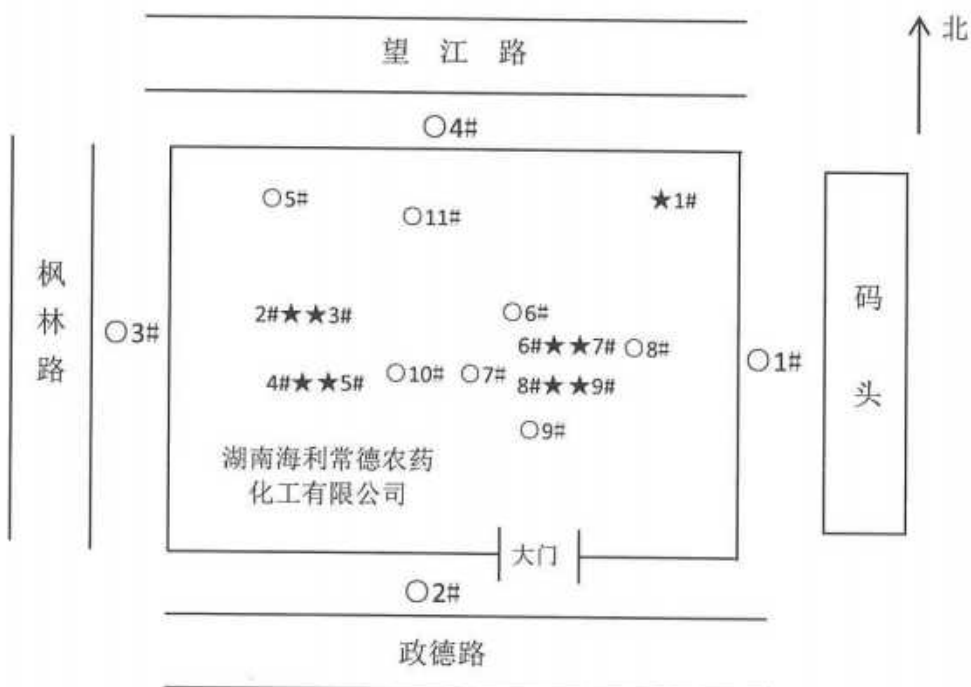 北
望江路
○4#
○5#
★1#
○11#
枫林路
码头
○3#
2#★★3#
○6#
6#★★7#
○8#
○1#
4#★★5#
○10#
○7#
8#★★9#
○9#
湖南海利常德农药
化工有限公司
大门
○2#
政德路